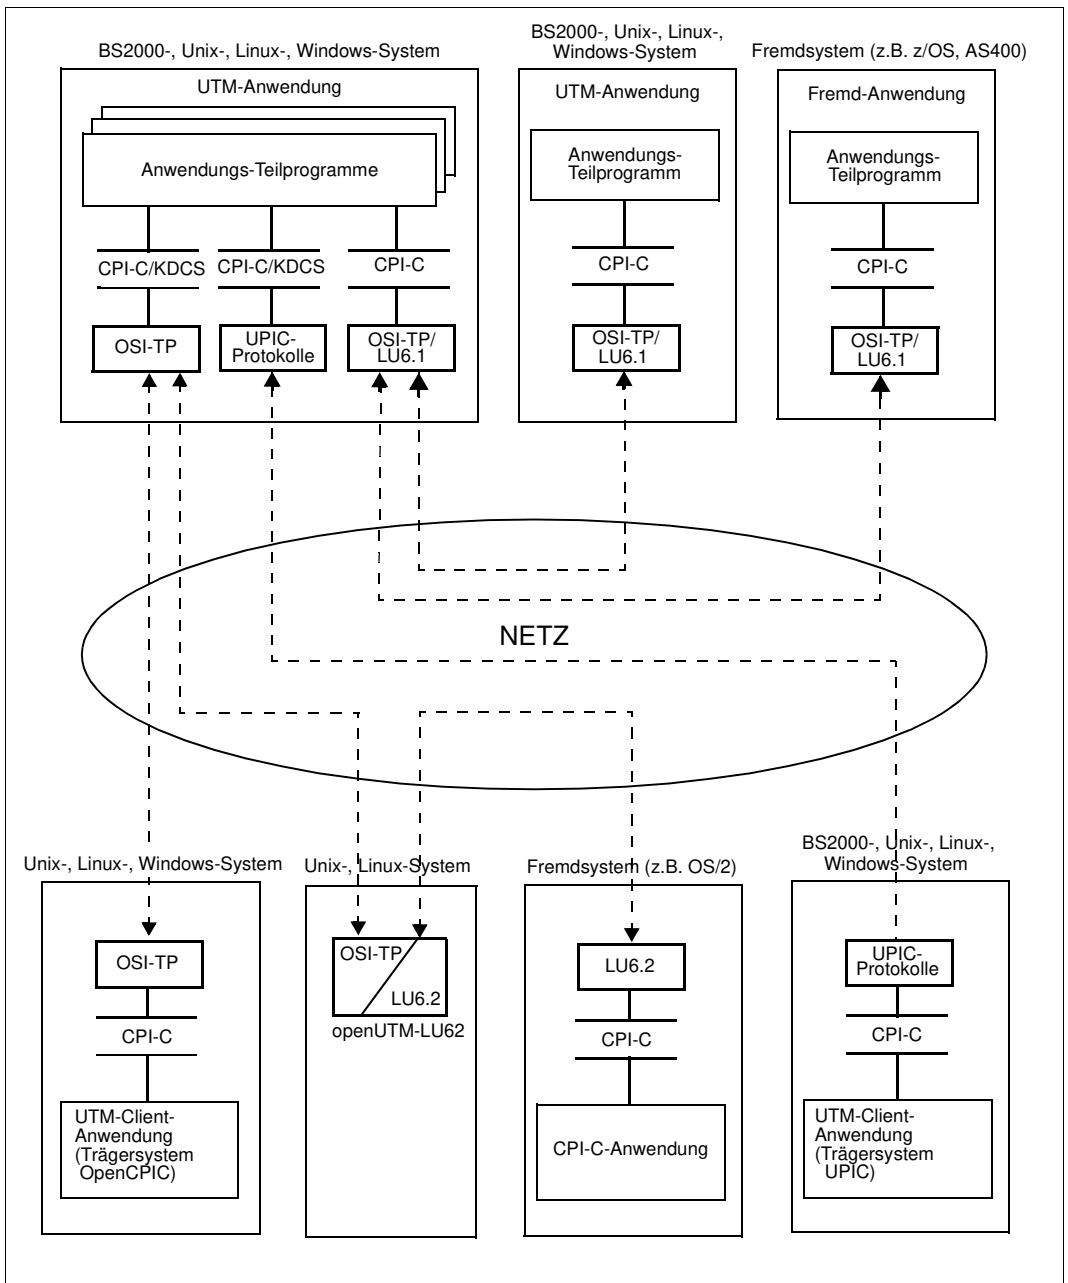 BS2000-, Unix-, Linux-, Windows-System
UTM-Anwendung
Anwendungs-Teilprogramme
CPI-C/KDCS
CPI-C/KDCS
CPI-C
OSI-TP
UPIC-
Protokolle
OSI-TP/
LU6.1
BS2000-, Unix-, Linux-,
Windows-System
UTM-Anwendung
Anwendungs-
Teilprogramm
CPI-C
OSI-TP/
LU6.1
Fremdsystem (z.B. z/OS, AS400)
Fremd-Anwendung
Anwendungs-
Teilprogramm
CPI-C
OSI-TP/
LU6.1
NETZ
Unix-, Linux-, Windows-System
OSI-TP
CPI-C
UTM-Client-
Anwendung
(Trägersystem
OpenCPIC)
Unix-, Linux-System
OSI-TP
LU6.2
openUTM-LU62
Fremdsystem (z.B. OS/2)
LU6.2
CPI-C
CPI-C-Anwendung
BS2000-, Unix-, Linux-,
Windows-System
UPIC-
Protokolle
CPI-C
UTM-Client-
Anwendung
(Trägersystem
UPIC)